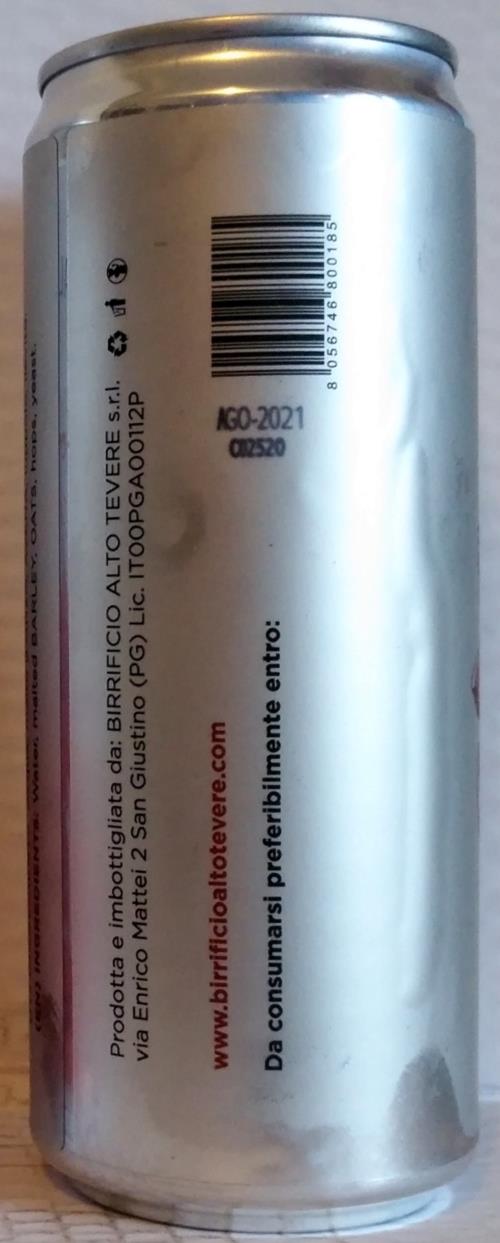 (EN) INGREDIENTS: Water, malted BARLEY, OATS, hops, yeast.
Prodotta e imbottigliata da: BIRRIFICIO ALTO TEVERE s.r.l.
via Enrico Mattei 2 San Giustino (PG) Lic. IT00PGA00112P
www.birrificioaltotevere.com
Da consumarsi preferibilmente entro:
AGO-2021
C02520
8 056746 800185